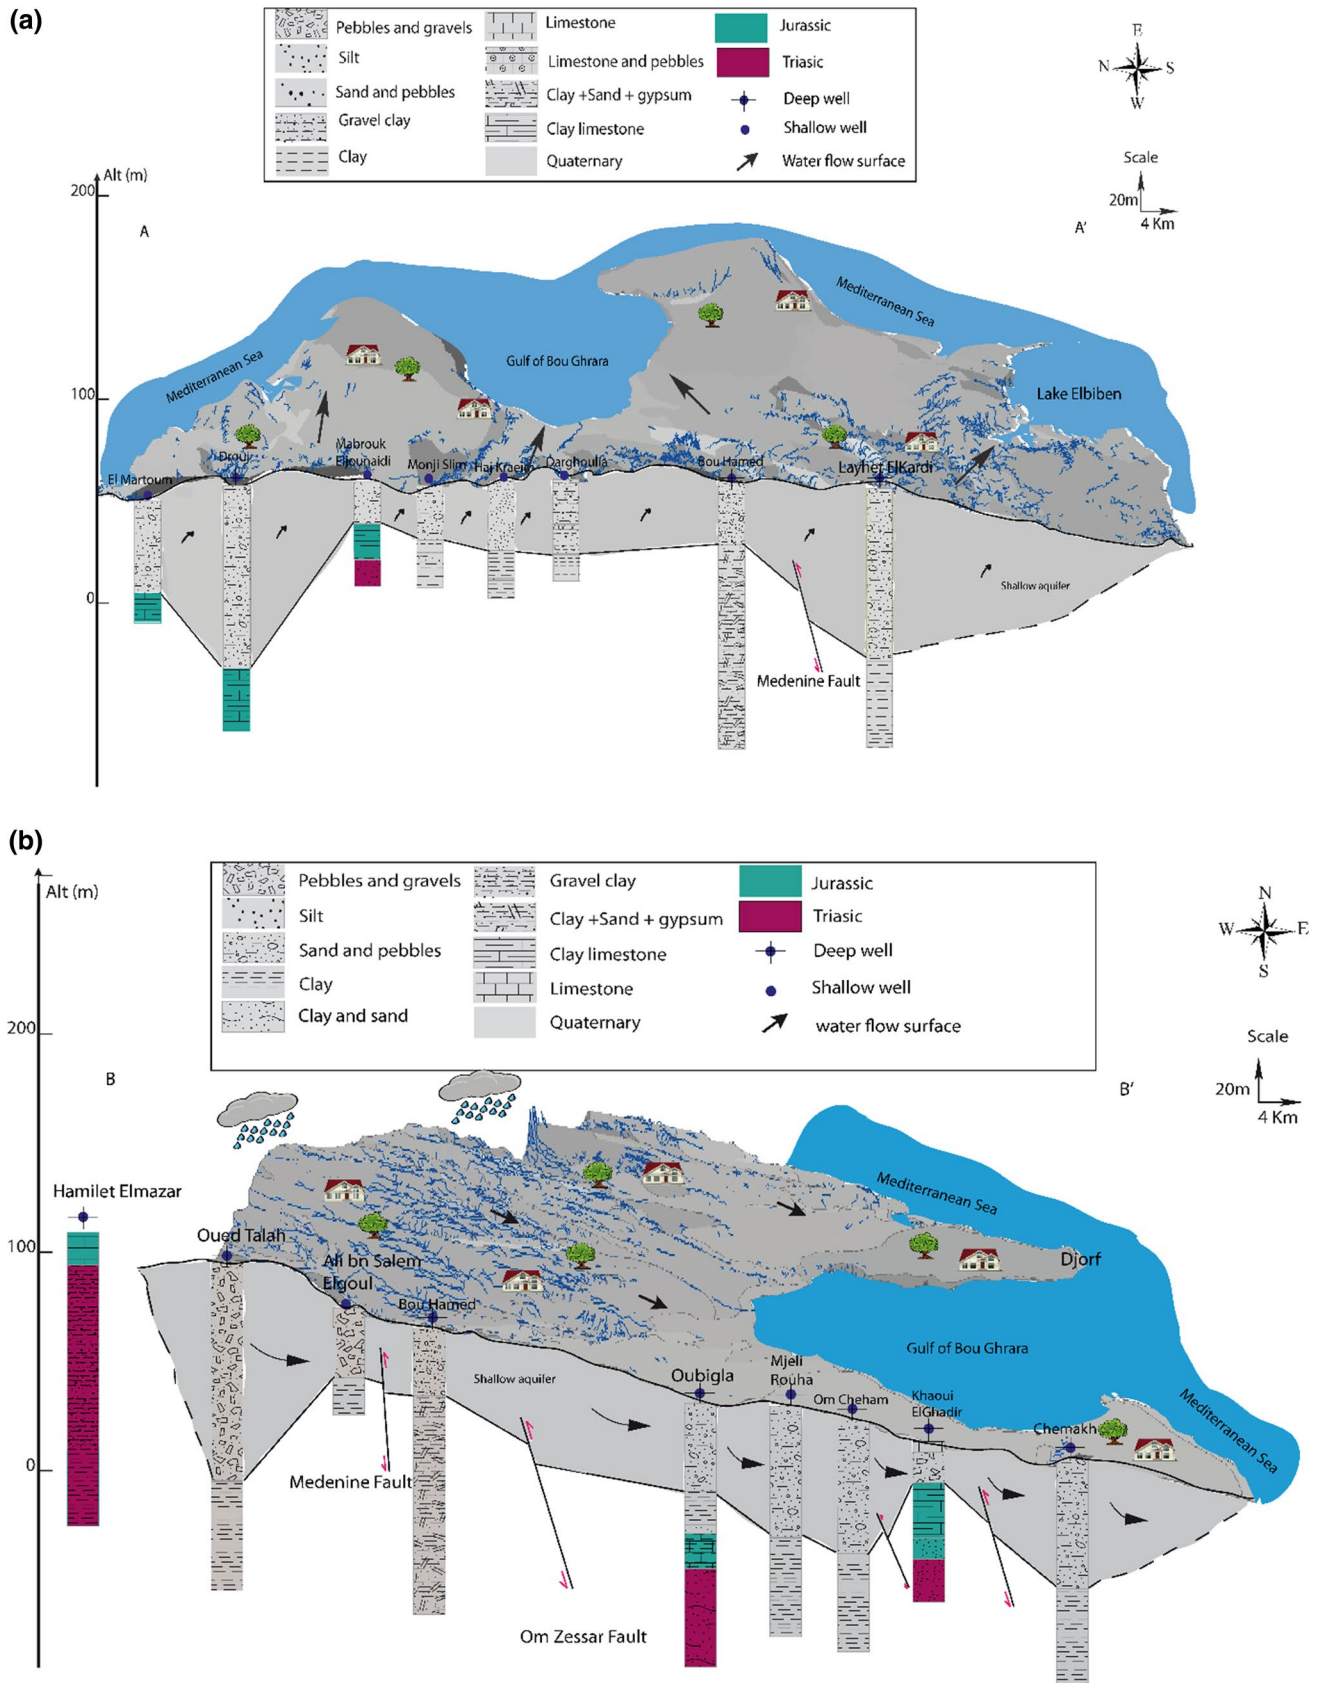 (a)
Pebbles and gravels
Silt
Sand and pebbles
Gravel clay
Clay
Limestone
Limestone and pebbles
Clay +Sand + gypsum
Clay limestone
Quaternary
Jurassic
Triasic
Deep well
Shallow well
Water flow surface
E
N S
W
Scale
20m
4 Km
Alt (m)
200
100
0
A
A'
Mediterranean Sea
Gulf of Bou Ghrara
Mediterranean Sea
Lake Elbiben
El Martoum
Drouj
Mabrouk
Eljounaidi
Monji Slim
Haj Kraeim
Darghoulia
Bou Hamed
Layhet ElKardi
Shallow aquifer
Medenine Fault
(b)
Alt (m)
200
100
0
Pebbles and gravels
Silt
Sand and pebbles
Clay
Clay and sand
Gravel clay
Clay +Sand + gypsum
Clay limestone
Limestone
Quaternary
Jurassic
Triasic
Deep well
Shallow well
water flow surface
N
W E
S
Scale
20m
4 Km
B
B'
Hamilet Elmazar
Oued Talah
Ali bn Salem
Elgoul
Bou Hamed
Mediterranean Sea
Djorf
Gulf of Bou Ghrara
Mediterranean Sea
Shallow aquifer
Oubigla
Mjeli
Rouha
Om Cheham
Khaoui
ElGhadir
Chemakh
Medenine Fault
Om Zessar Fault